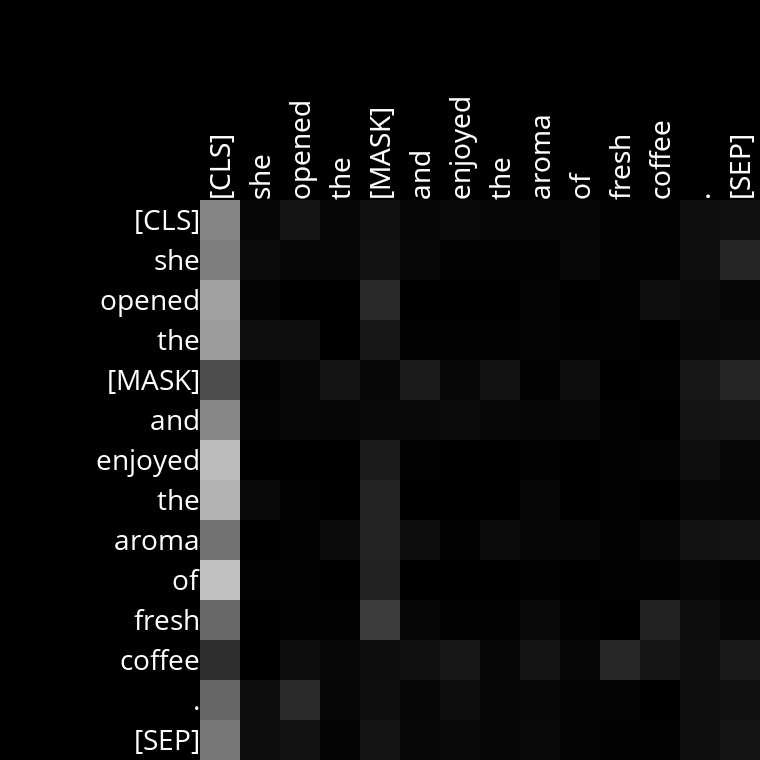 [CLS] she opened the [MASK] and enjoyed the aroma of fresh coffee . [SEP]
[CLS]
she
opened
the
[MASK]
and
enjoyed
the
aroma
of
fresh
coffee
.
[SEP]